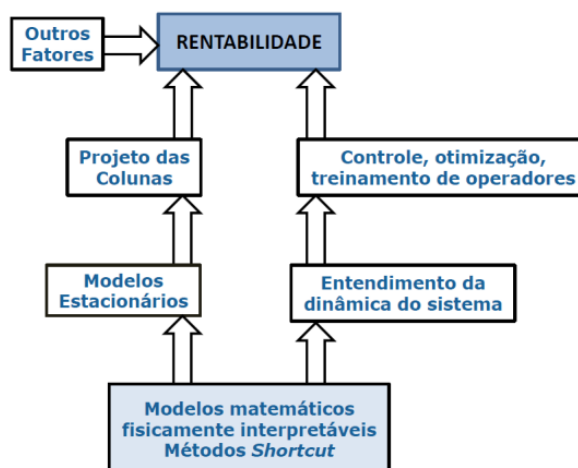 Outros
Fatores
RENTABILIDADE
Projeto das
Colunas
Controle, otimização,
treinamento de operadores
Modelos
Estacionários
Entendimento da
dinâmica do sistema
Modelos matemáticos
fisicamente interpretáveis
Métodos Shortcut